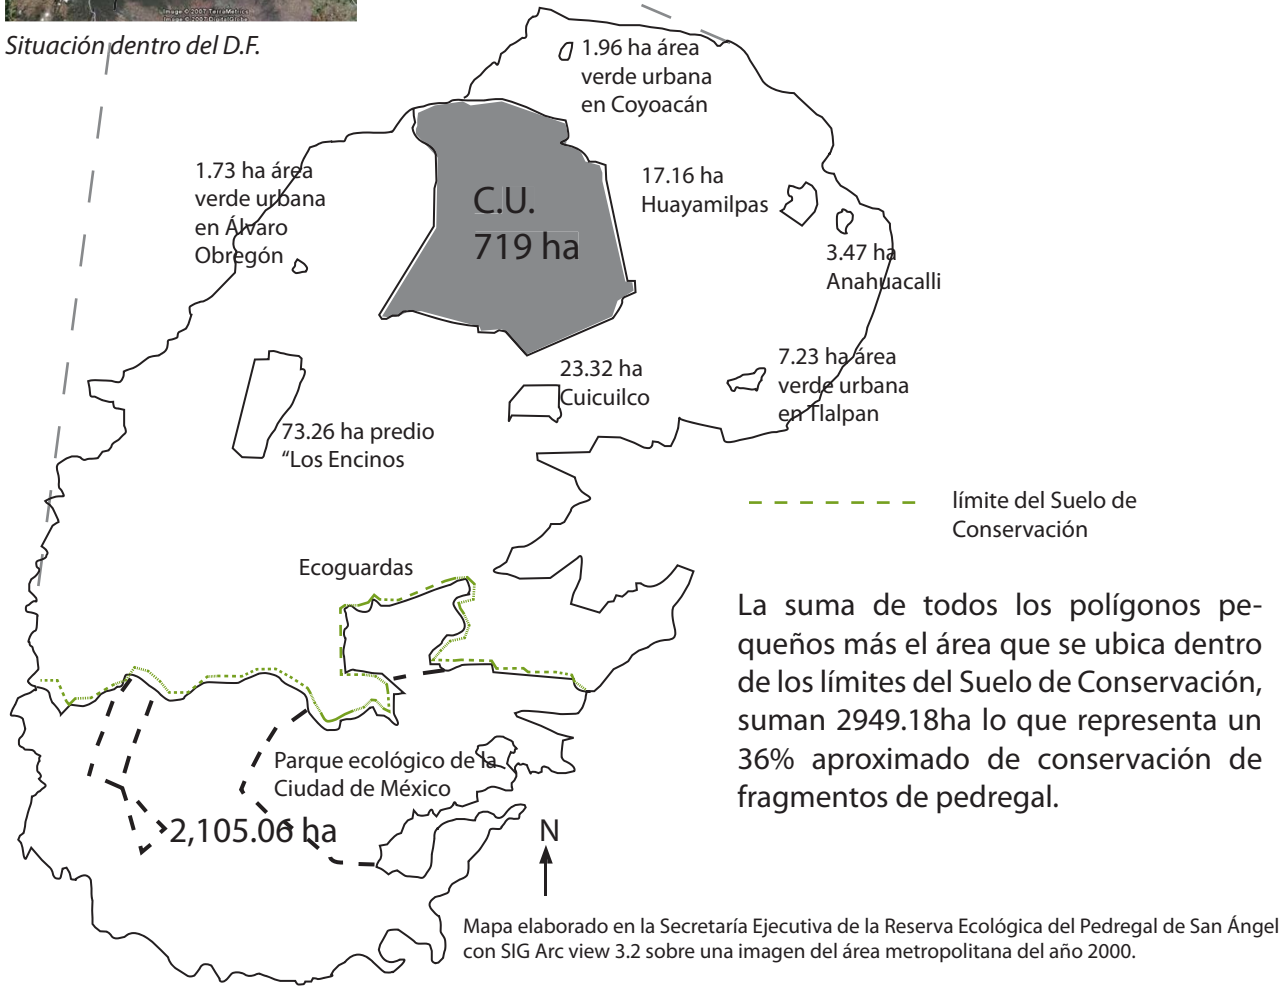 Image © 2007 TerraMetrics
Image © 2007 DigitalGlobe
Situación dentro del D.F.
1.96 ha área
verde urbana
en Coyoacán
1.73 ha área
verde urbana
en Álvaro
Obregón
C.U.
719 ha
17.16 ha
Huayamilpas
3.47 ha
Anahuacalli
23.32 ha
Cuicuilco
7.23 ha área
verde urbana
en Tlalpan
73.26 ha predio
“Los Encinos
límite del Suelo de
Conservación
Ecoguardas
La suma de todos los polígonos pe-
queños más el área que se ubica dentro
de los límites del Suelo de Conservación,
suman 2949.18ha lo que representa un
36% aproximado de conservación de
fragmentos de pedregal.
Parque ecológico de la
Ciudad de México
2,105.06 ha
N
Mapa elaborado en la Secretaría Ejecutiva de la Reserva Ecológica del Pedregal de San Ángel
con SIG Arc view 3.2 sobre una imagen del área metropolitana del año 2000.